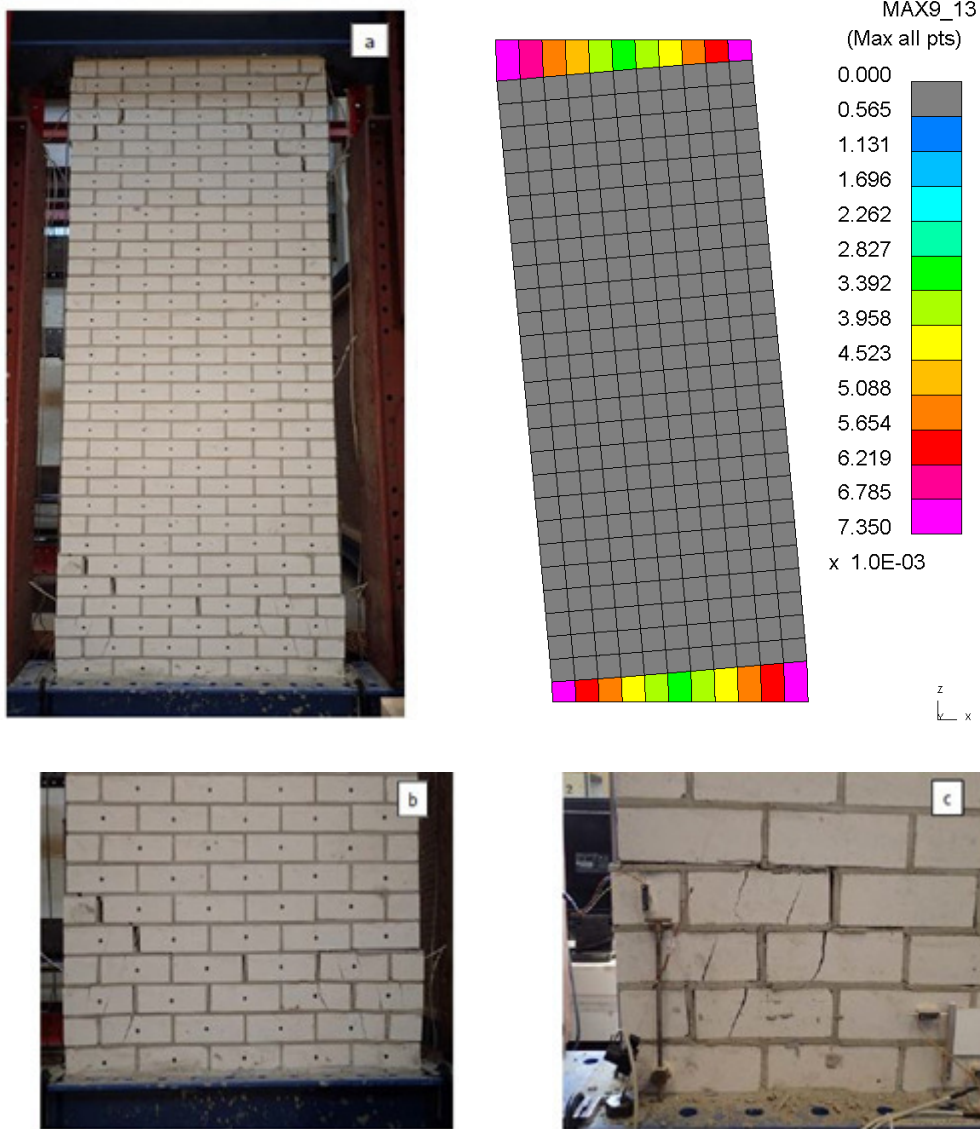 a
MAX9_13
(Max all pts)
0.000
0.565
1.131
1.696
2.262
2.827
3.392
3.958
4.523
5.088
5.654
6.219
6.785
7.350
x 1.0E-03
z
Y x
b
2
c